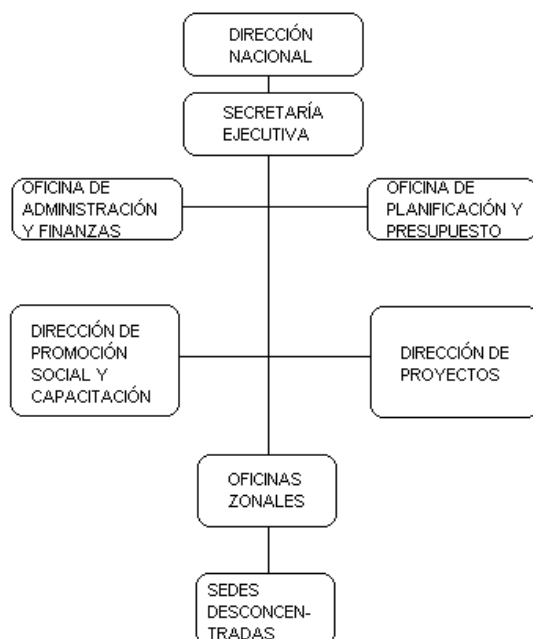 DIRECCIÓN
NACIONAL
SECRETARÍA
EJECUTIVA
OFICINA DE
ADMINISTRACIÓN
Y FINANZAS
OFICINA DE
PLANIFICACIÓN Y
PRESUPUESTO
DIRECCIÓN DE
PROMOCIÓN
SOCIAL Y
CAPACITACIÓN
DIRECCIÓN DE
PROYECTOS
OFICINAS
ZONALES
SEDES
DESCONCEN-
TRADAS